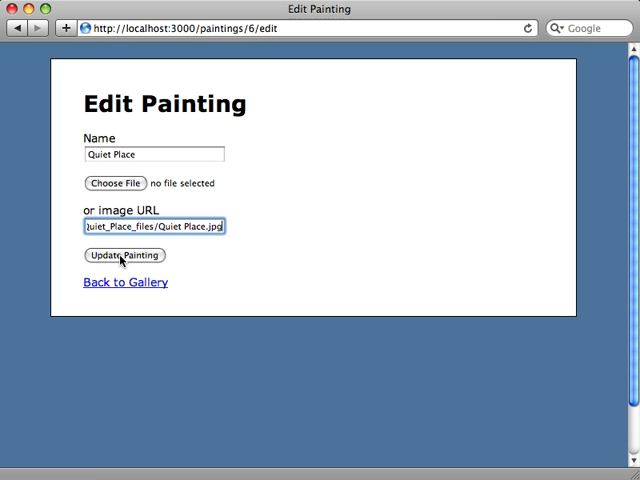 Edit Painting
http://localhost:3000/paintings/6/edit
Google
Edit Painting
Name
Quiet Place
Choose File no file selected
or image URL
Quiet_Place_files/Quiet Place.jpg
Update Painting
Back to Gallery